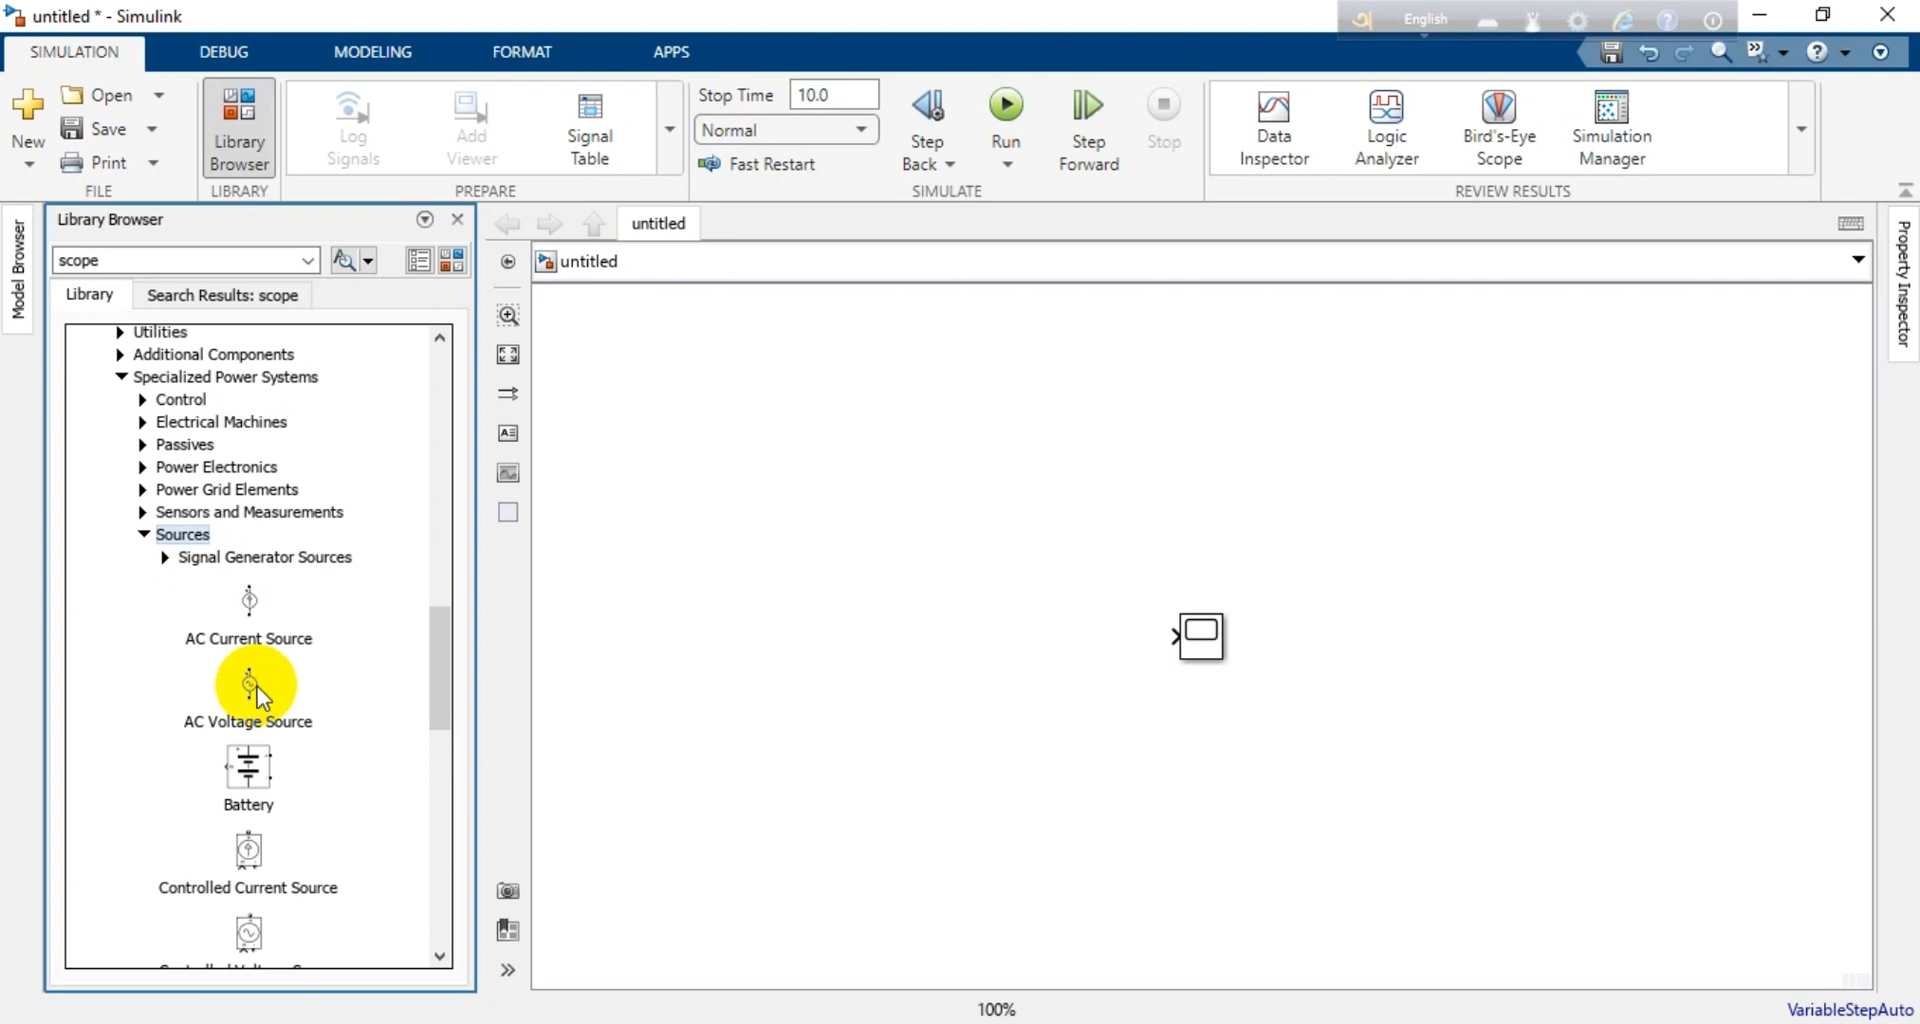 untitled * - Simulink
অ English
SIMULATION DEBUG MODELING FORMAT APPS
New Open Save Print
FILE
Library Browser
LIBRARY
Log Signals Add Viewer Signal Table
PREPARE
Stop Time 10.0
Normal
Fast Restart
Step Back Run Step Forward Stop
SIMULATE
Data Inspector Logic Analyzer Bird's-Eye Scope Simulation Manager
REVIEW RESULTS
Model Browser
Library Browser
scope
Library Search Results: scope
Utilities
Additional Components
Specialized Power Systems
Control
Electrical Machines
Passives
Power Electronics
Power Grid Elements
Sensors and Measurements
Sources
Signal Generator Sources
AC Current Source
AC Voltage Source
Battery
Controlled Current Source
untitled
untitled
Property Inspector
100%
VariableStepAuto